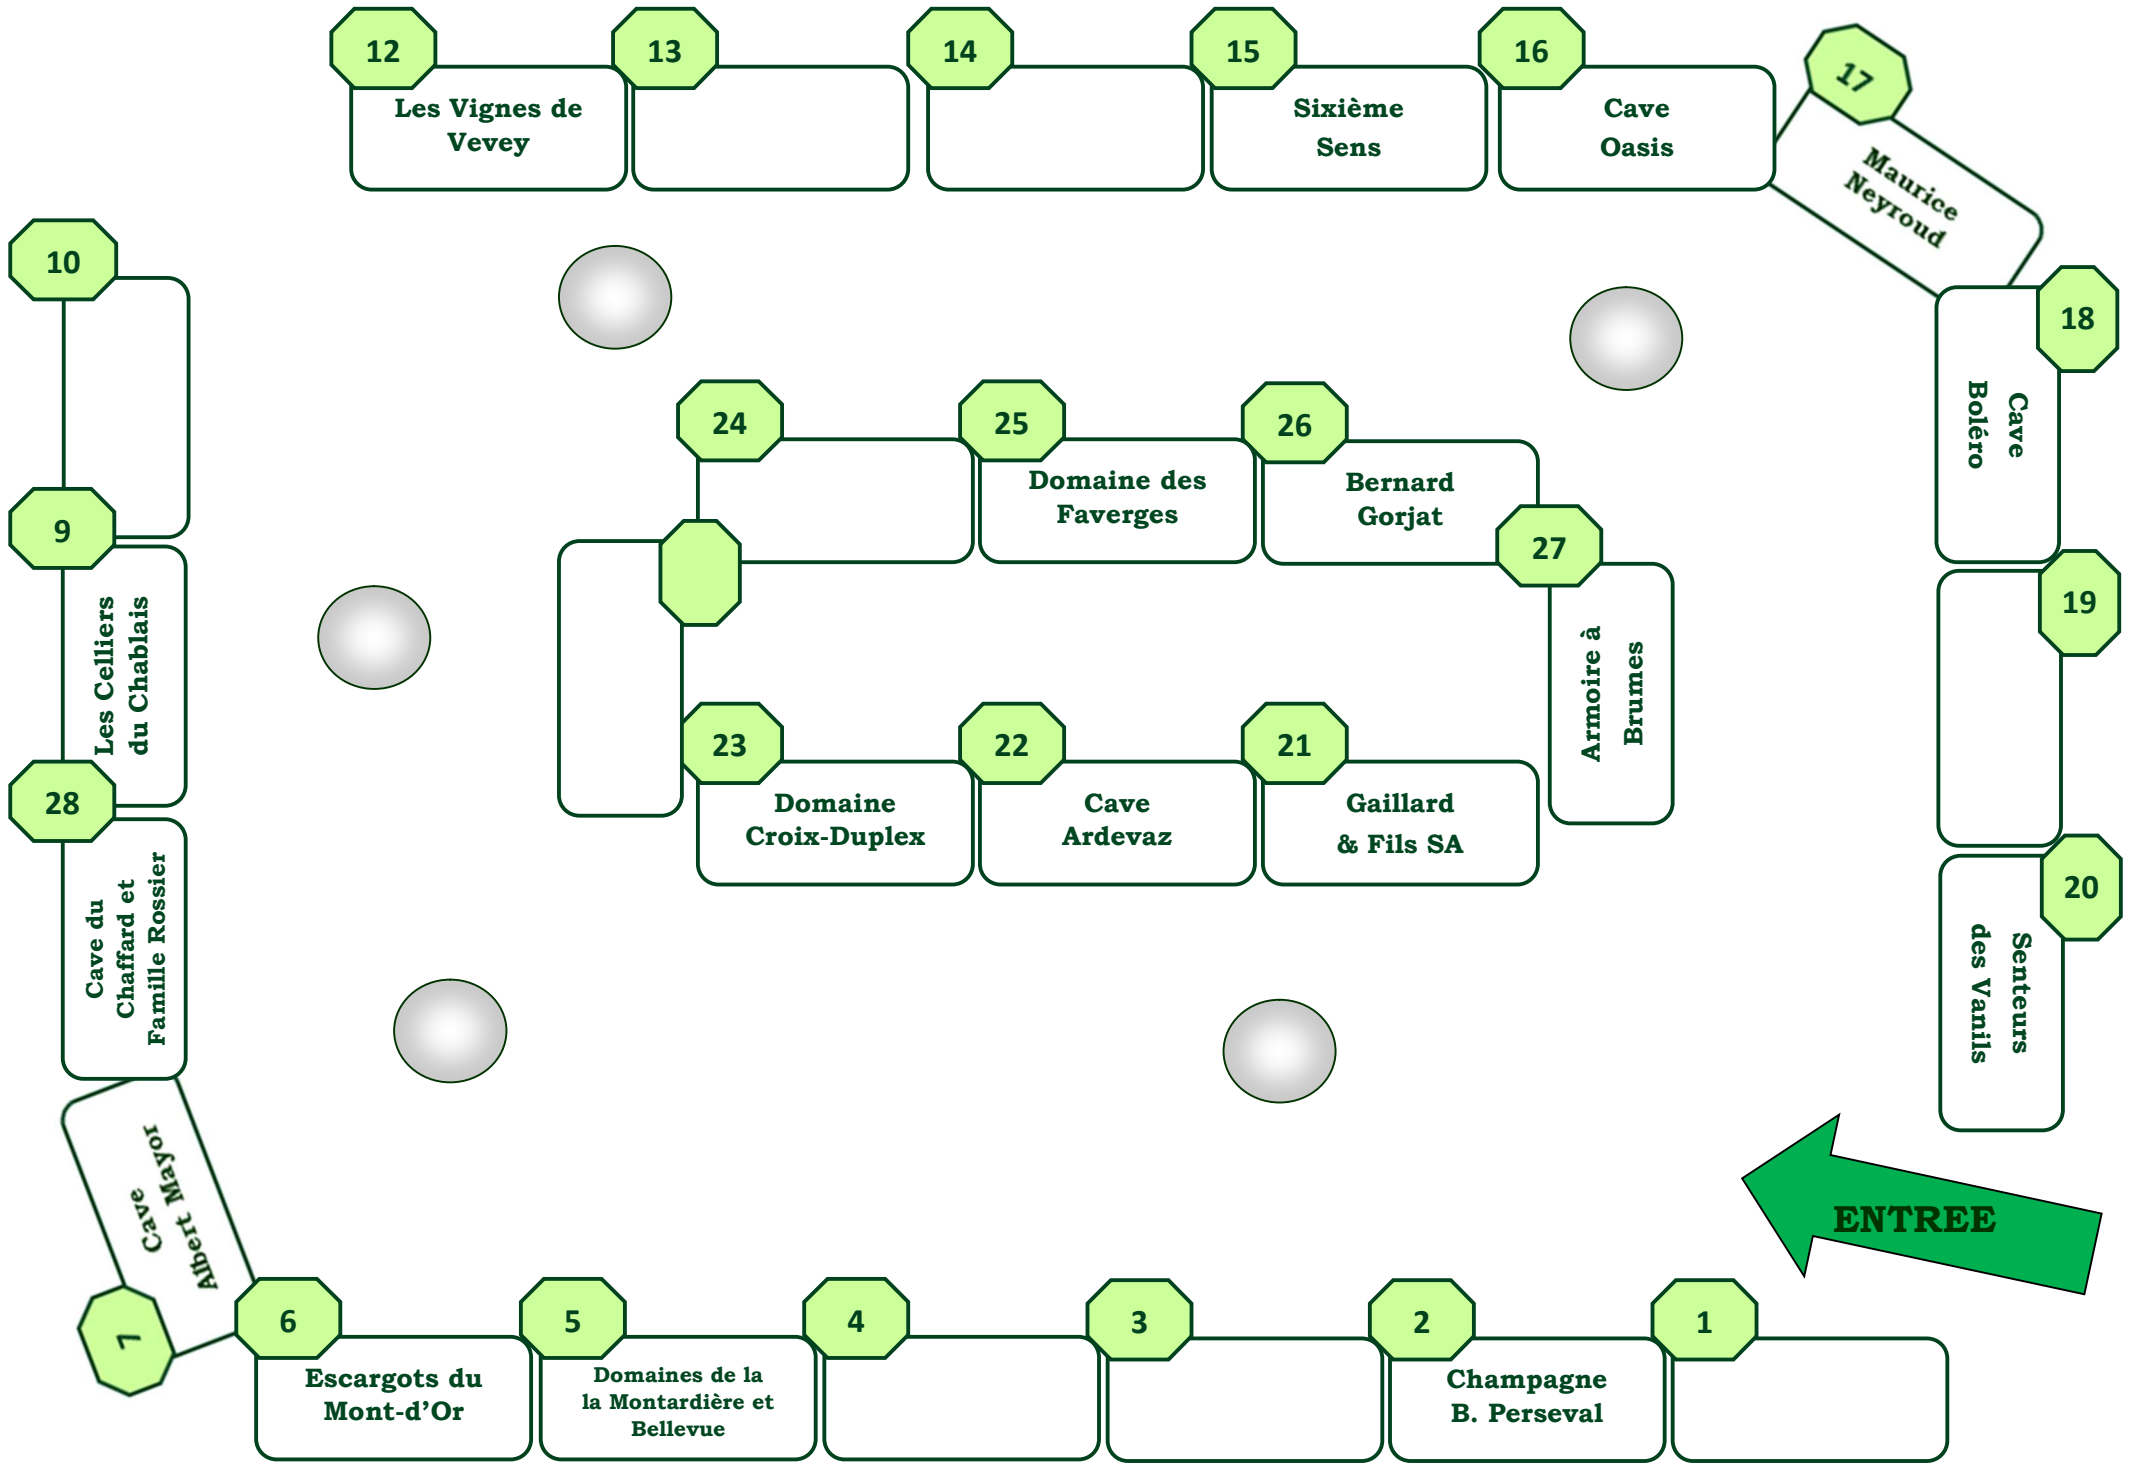 12
Les Vignes de
Vevey
13
14
15
Sixième
Sens
16
Cave
Oasis
17
Maurice
Neyroud
10
9
Les Celliers
du Chablais
28
Cave du
Chaffard et
Famille Rossier
7
Cave
Albert Mayor
24
25
Domaine des
Faverges
26
Bernard
Gorjat
27
Armoire à
Brumes
23
Domaine
Croix-Duplex
22
Cave
Ardevaz
21
Gaillard
& Fils SA
18
Cave
Boléro
19
20
Senteurs
des Vanils
ENTREE
6
Escargots du
Mont-d’Or
5
Domaines de la
la Montardière et
Bellevue
4
3
2
Champagne
B. Perseval
1